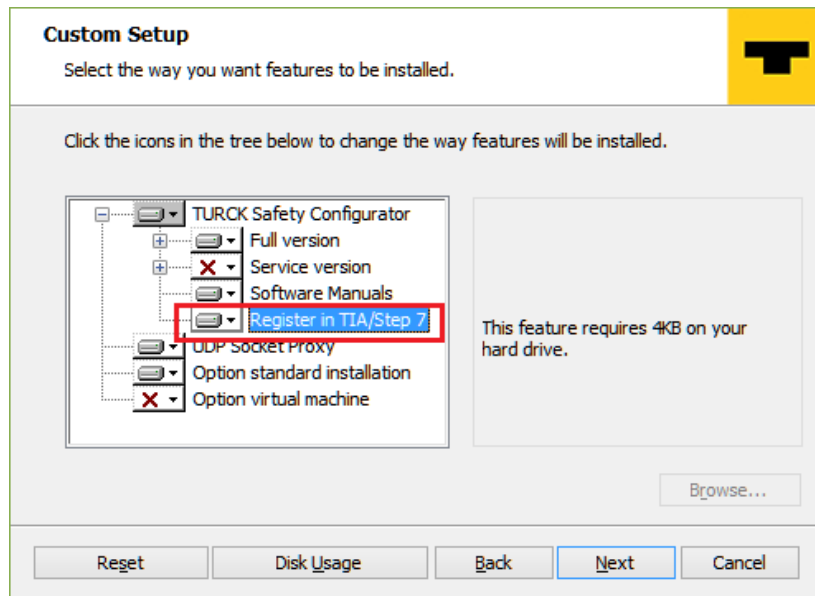 Custom Setup
Select the way you want features to be installed.
Click the icons in the tree below to change the way features will be installed.
TURCK Safety Configurator
Full version
Service version
Software Manuals
Register in TIA/Step 7
UDP Socket Proxy
Option standard installation
Option virtual machine
This feature requires 4KB on your
hard drive.
Browse...
Reset
Disk Usage
Back
Next
Cancel